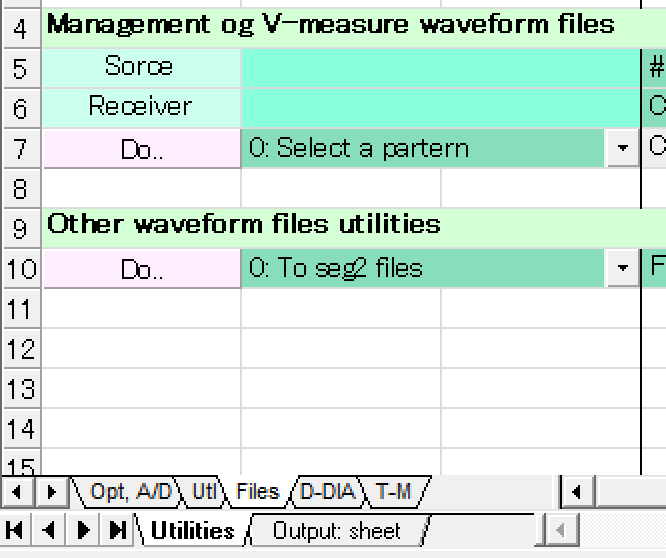 4 Management og V-measure waveform files
5 Sorce #
6 Receiver C
7 Do.. 0: Select a partern C
8
9 Other waveform files utilities
10 Do.. 0: To seg2 files F
11
12
13
14
15
Opt, A/D Utl Files D-DIA T-M
Utilities Output: sheet